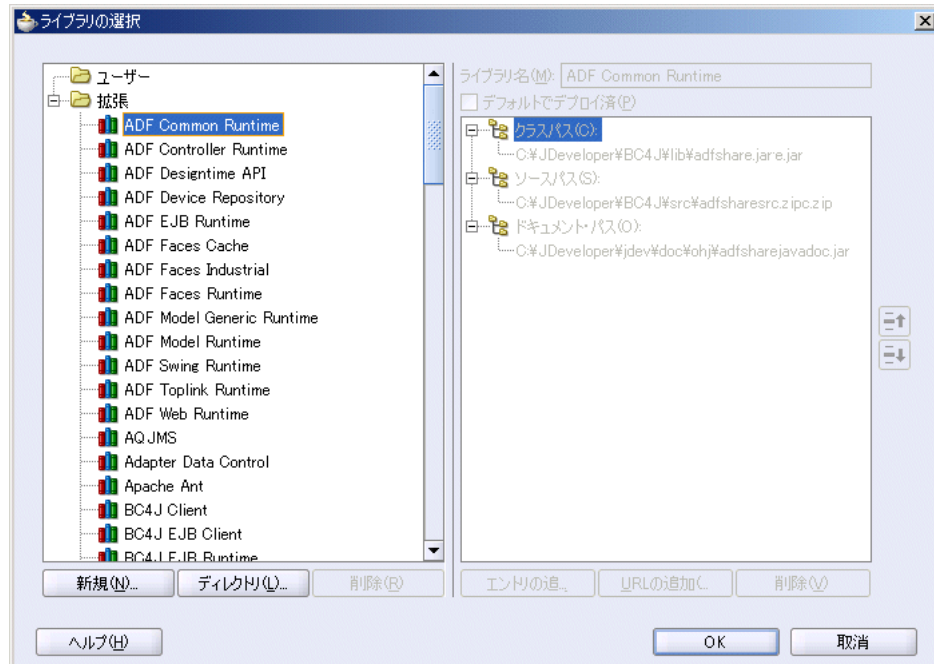 ライブラリの選択
ユーザー
拡張
ADF Common Runtime
ADF Controller Runtime
ADF Designtime API
ADF Device Repository
ADF EJB Runtime
ADF Faces Cache
ADF Faces Industrial
ADF Faces Runtime
ADF Model Generic Runtime
ADF Model Runtime
ADF Swing Runtime
ADF Toplink Runtime
ADF Web Runtime
AQJMS
Adapter Data Control
Apache Ant
BC4J Client
BC4J EJB Client
BC4J EJB Runtime
新規(N)...
ディレクトリ(L)...
削除(R)
ライブラリ名(M): ADF Common Runtime
デフォルトでデプロイ済(P)
クラスパス(C):
C:¥JDeveloper¥BC4J¥lib¥adfshare.jare.jar
ソースパス(S):
C:¥JDeveloper¥BC4J¥src¥adfsharesrc.zipc.zip
ドキュメント・パス(O):
C:¥JDeveloper¥jdev¥doc¥ohj¥adfsharejavadoc.jar
エントリの追...
URLの追加(...
削除(V)
ヘルプ(H)
OK
取消